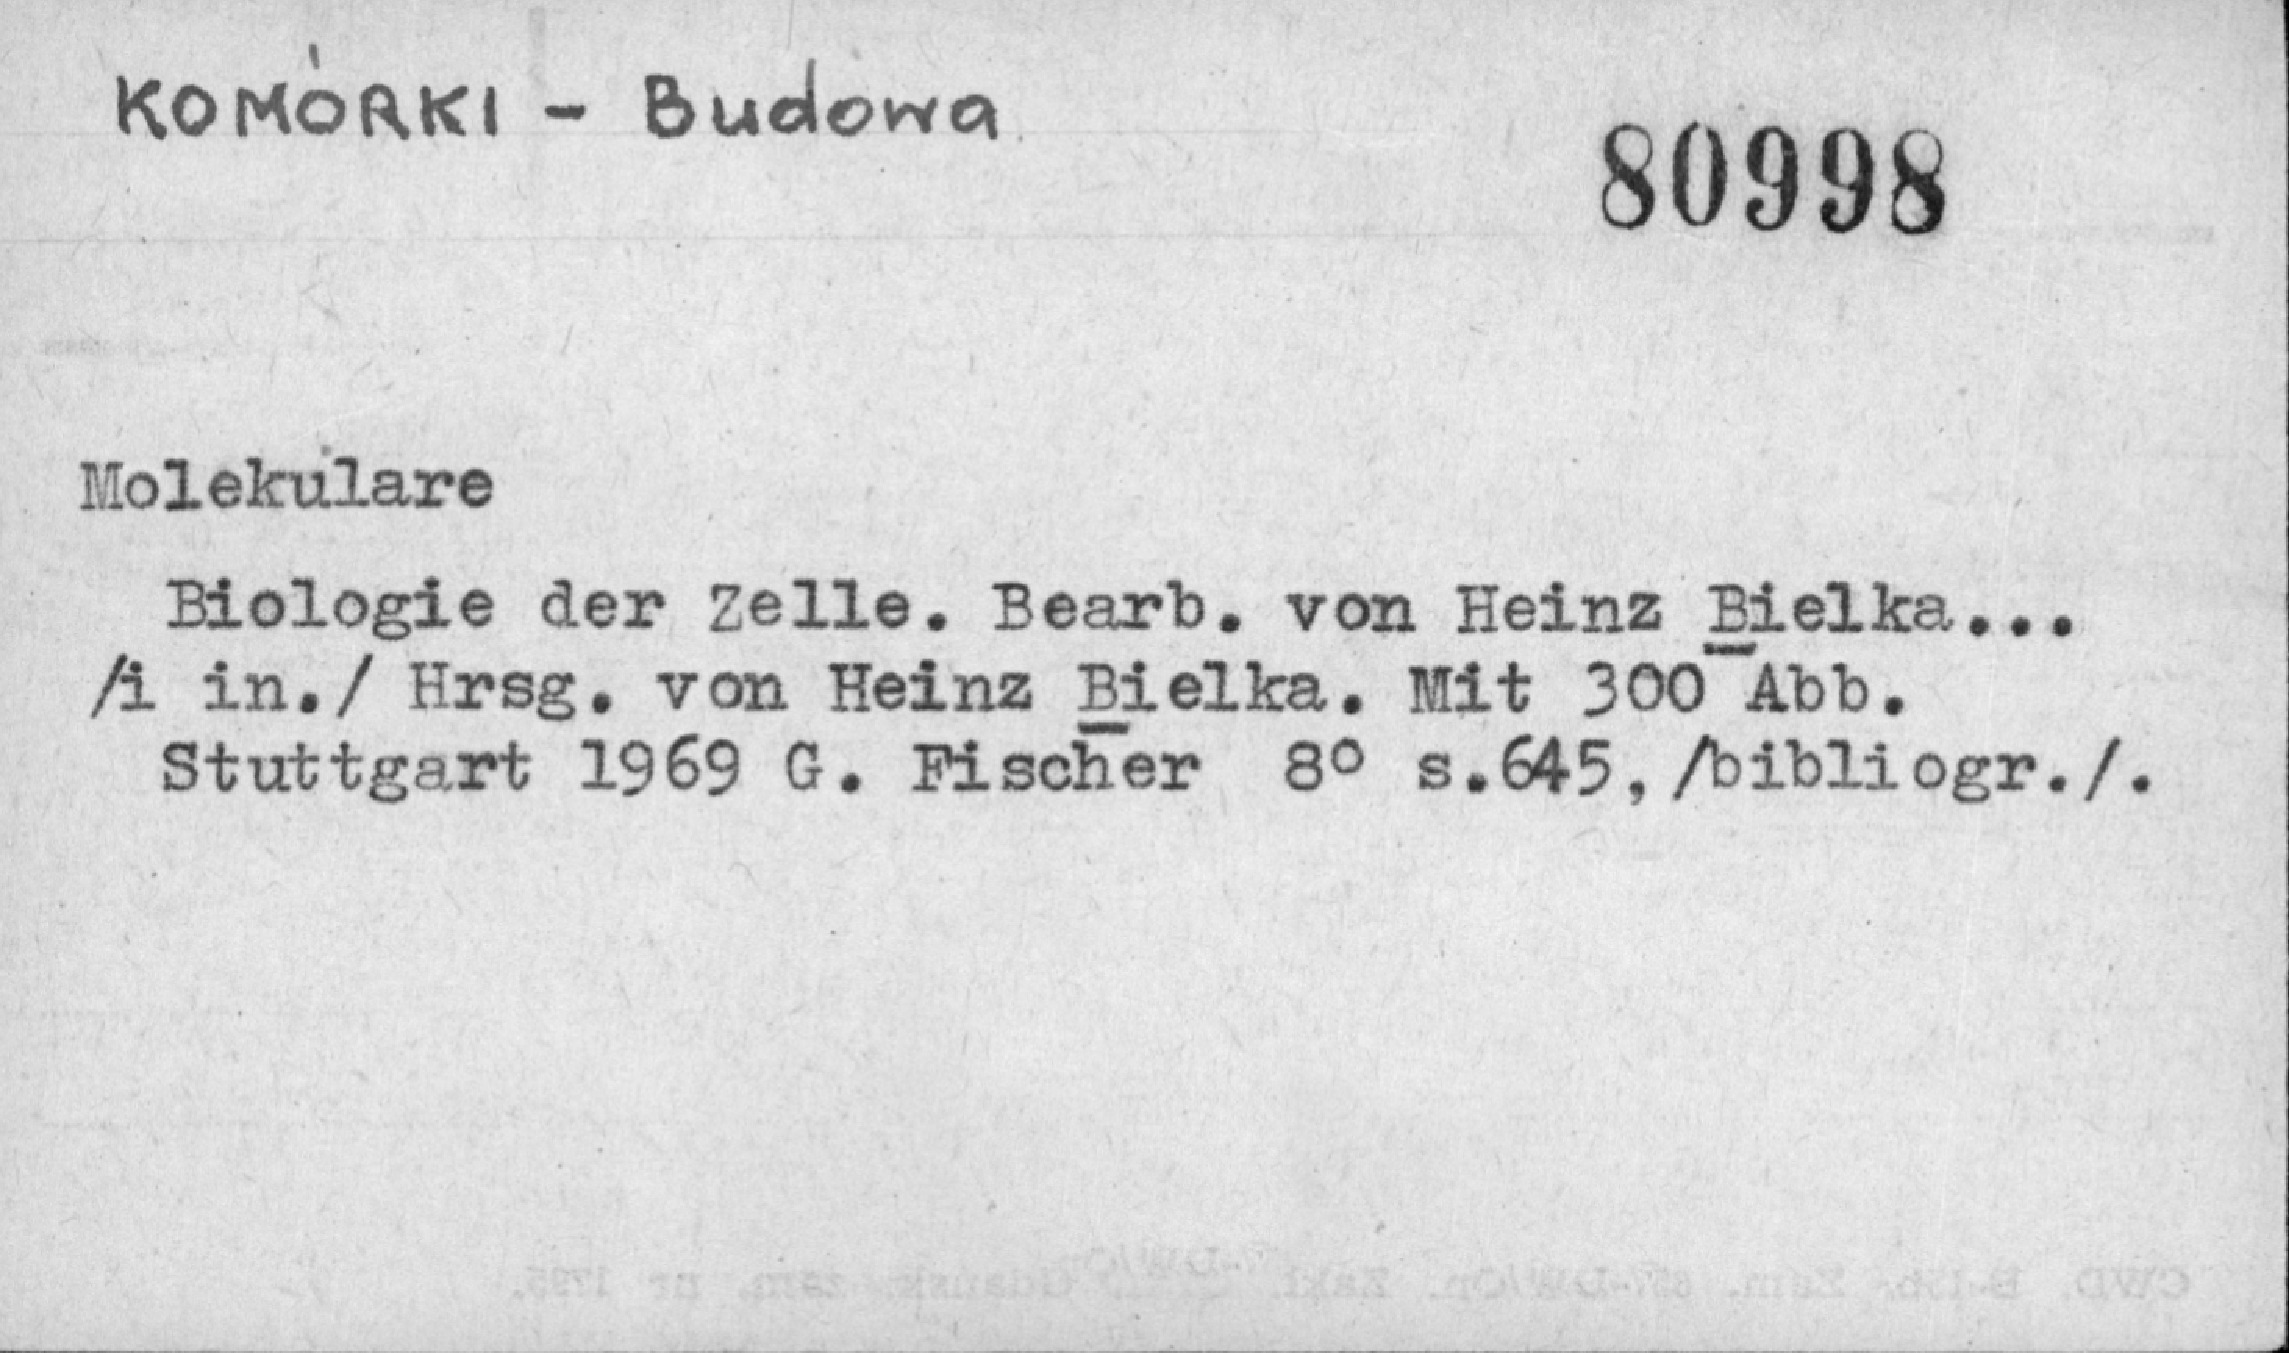 KOMÓRKI - Budowa
80998
Molekulare
Biologie der Zelle. Bearb. von Heinz Bielka...
/i in./ Hrsg. von Heinz Bielka. Mit 300 Abb.
Stuttgart 1969 G. Fischer 8° s.645, /bibliogr./.